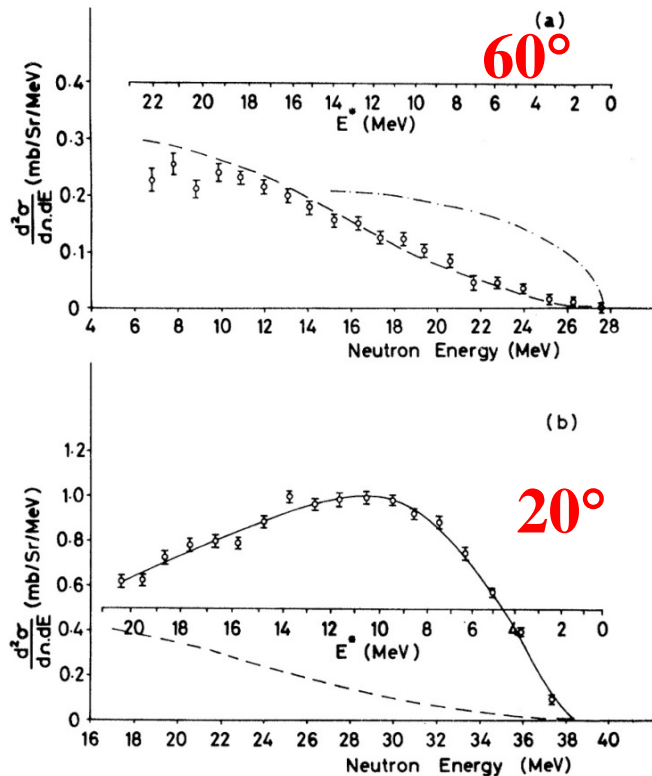 (a)
60°
0·4
22 20 18 16 14 12 10 8 6 4 2 0
E* (MeV)
0·3
0·2
0·1
0
d²σ/dΩ.dE (mb/Sr/MeV)
4 6 8 10 12 14 16 18 20 22 24 26 28
Neutron Energy (MeV)
(b)
20°
1·2
1·0
0·8
0·6
20 18 16 14 12 10 8 6 4 2 0
E* (MeV)
0·4
0·2
0
d²σ/dΩ.dE (mb/Sr/MeV)
16 18 20 22 24 26 28 30 32 34 36 38 40
Neutron Energy (MeV)